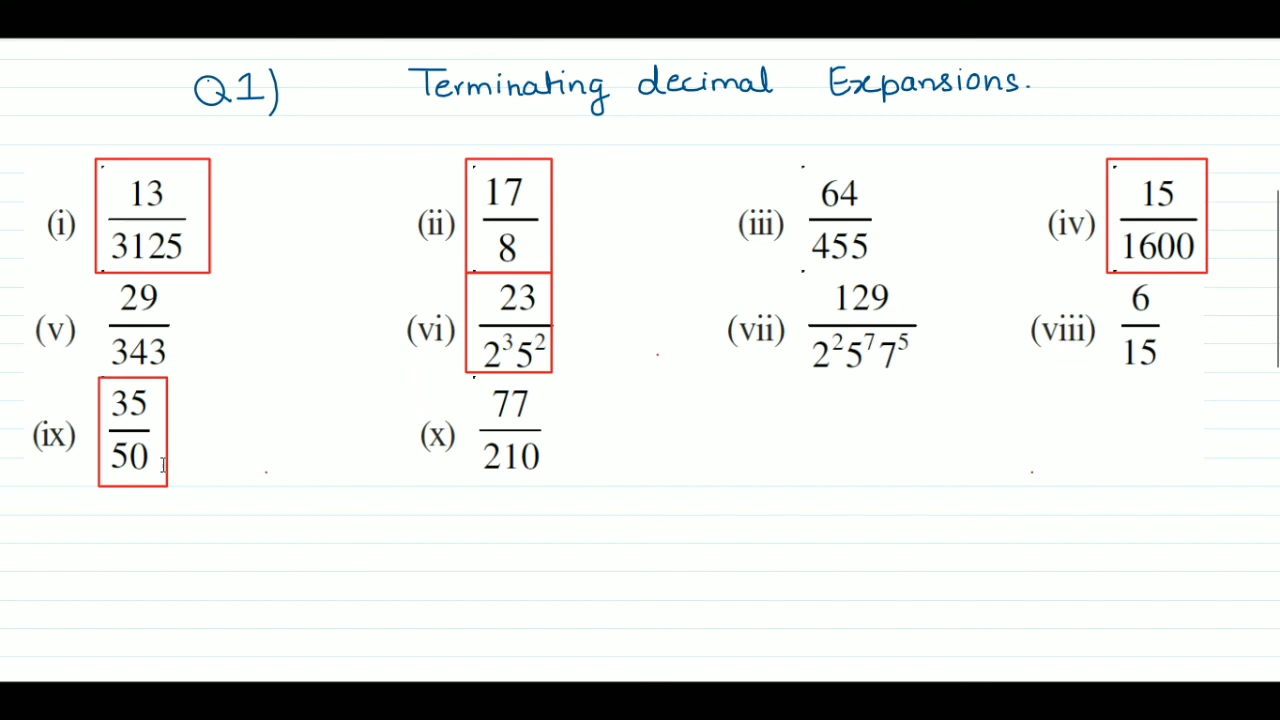 Q1) Terminating decimal Expansions.
(i) 13/3125 (ii) 17/8 (iii) 64/455 (iv) 15/1600
(v) 29/343 (vi) 23/2³5² (vii) 129/2²5⁷7⁵ (viii) 6/15
(ix) 35/50 (x) 77/210